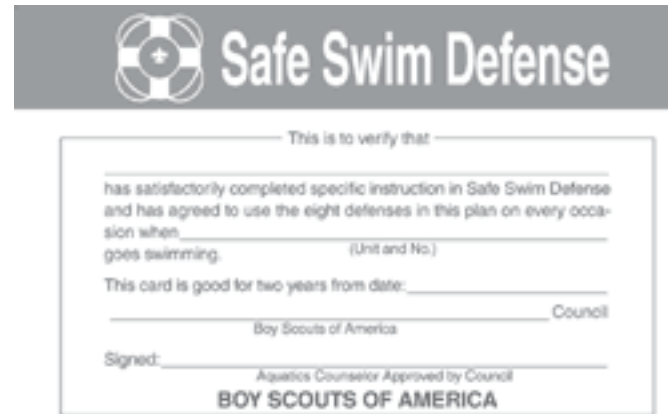 Safe Swim Defense
This is to verify that
has satisfactorily completed specific instruction in Safe Swim Defense
and has agreed to use the eight defenses in this plan on every occa-
sion when
(Unit and No.)
goes swimming.
This card is good for two years from date:
Council
Boy Scouts of America
Signed:
Aquatics Counselor Approved by Council
BOY SCOUTS OF AMERICA